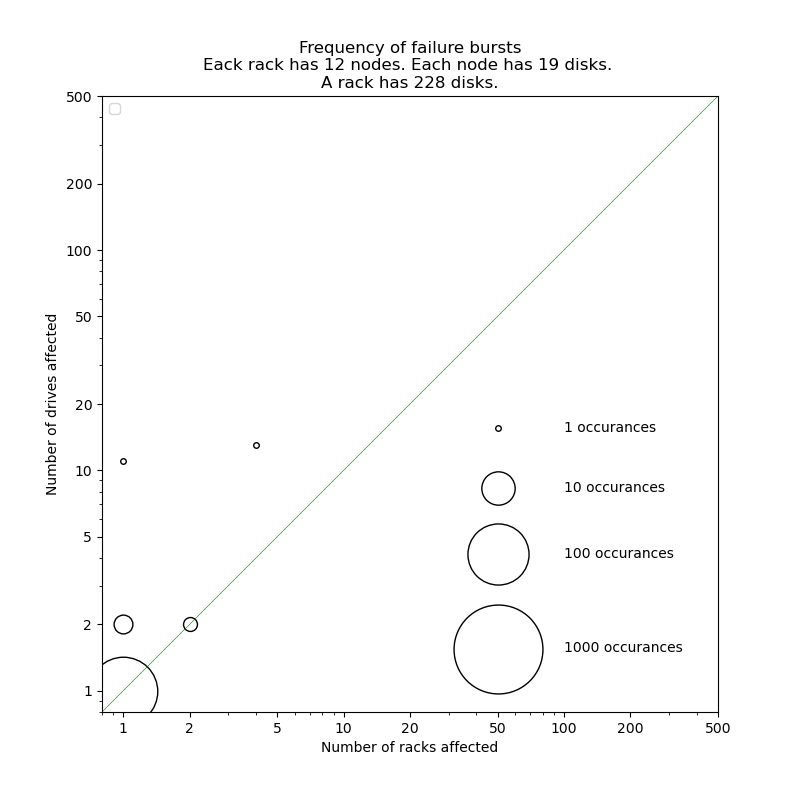 Frequency of failure bursts
Eack rack has 12 nodes. Each node has 19 disks.
A rack has 228 disks.
500
200
100
50
20
10
5
2
1
Number of drives affected
1 occurances
10 occurances
100 occurances
1000 occurances
1
2
5
10
20
50
100
200
500
Number of racks affected